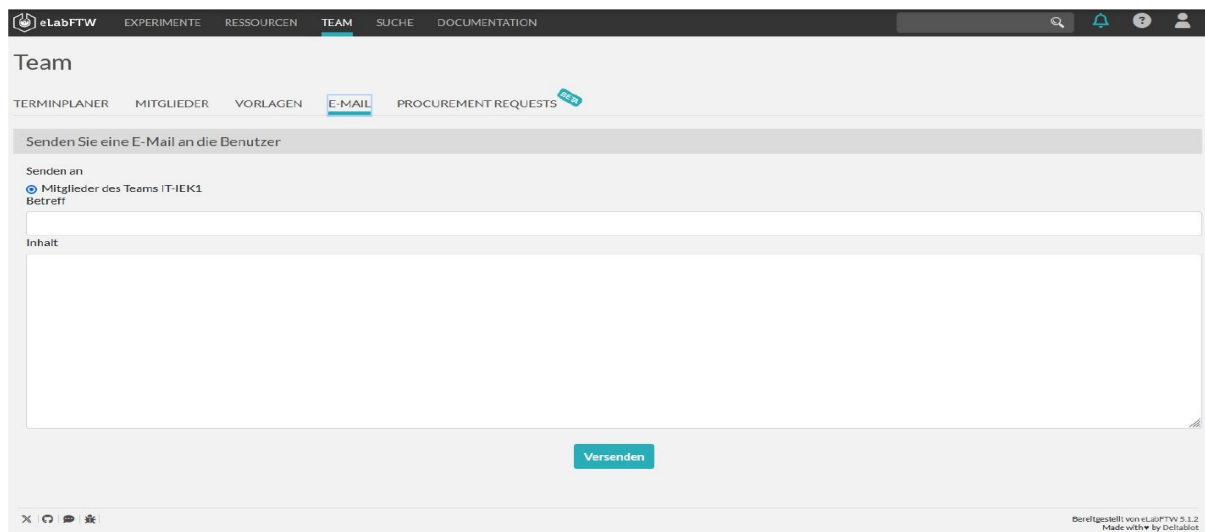 eLabFTW EXPERIMENTE RESSOURCEN TEAM SUCHE DOCUMENTATION
Team
TERMINPLANER MITGLIEDER VORLAGEN E-MAIL PROCUREMENT REQUESTS BETA
Senden Sie eine E-Mail an die Benutzer
Senden an
Mitglieder des Teams IT-IEK1
Betreff
Inhalt
Versenden
Bereitgestellt von eLabFTW 5.1.2
Made with♥ by Deltablot